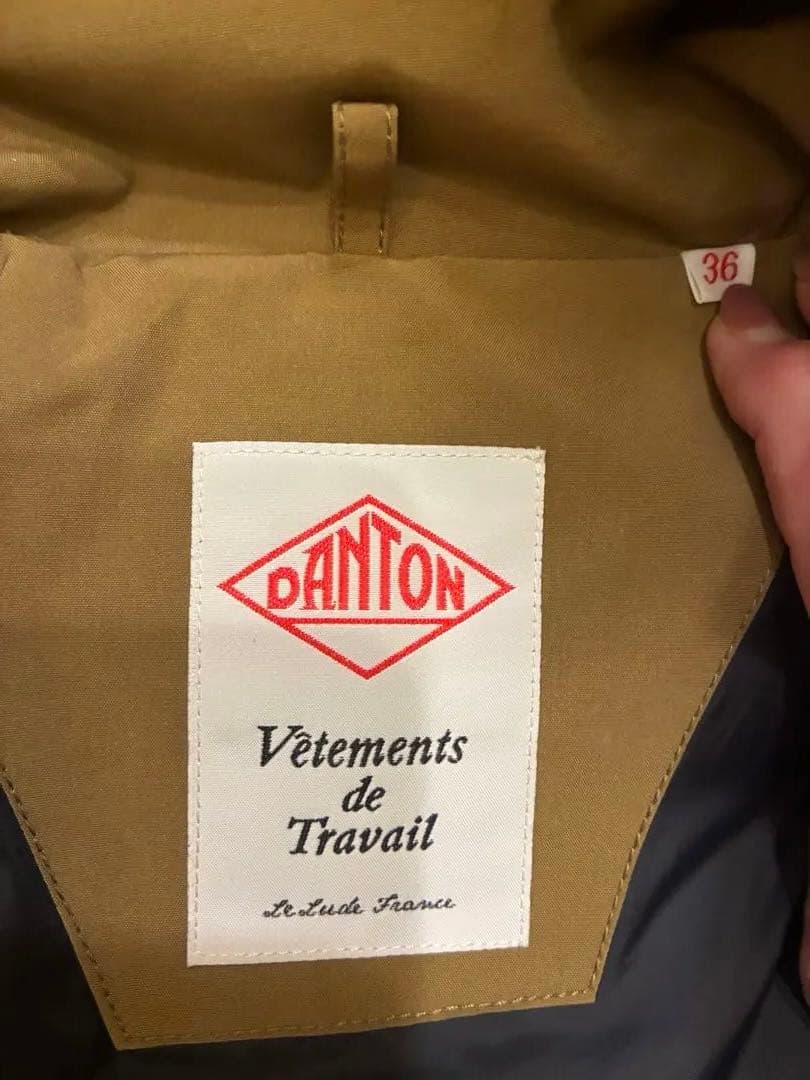 36
DANTON
Vêtements
de
Travail
Le Lude France